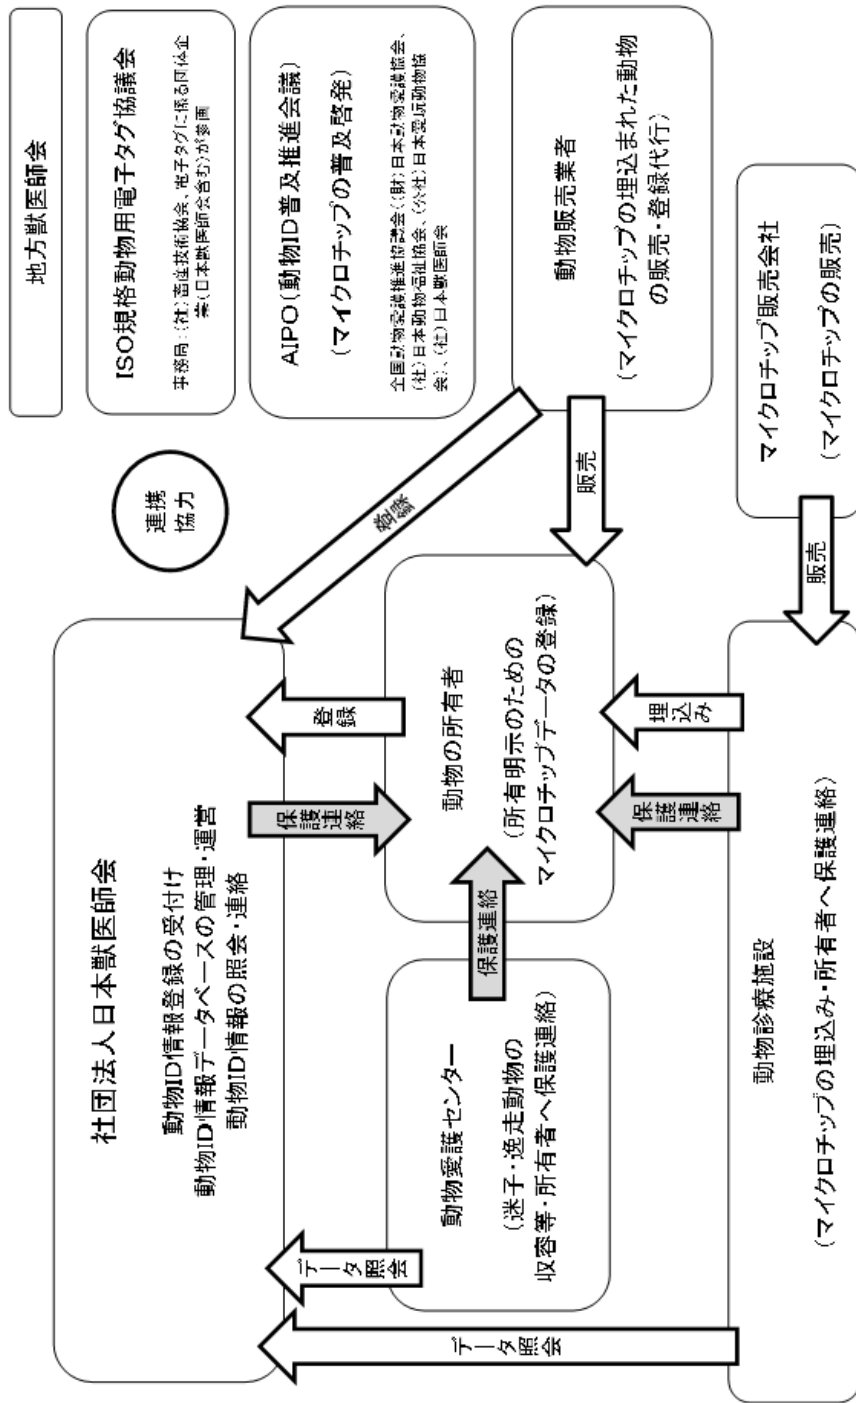 社団法人日本獣医師会
動物ID情報登録の受付け
動物ID情報データベースの管理・運営
動物ID情報の照会・連絡
連携
協力
地方獣医師会
ISO規格動物用電子タグ協議会
事務局:(社)畜産技術協会、電子タグに係る団体企
業(日本獣医師会含む)が参画
AIPO(動物ID普及推進会議)
(マイクロチップの普及啓発)
全国動物愛護推進協議会((財)日本動物愛護協会、
(社)日本動物福祉協会、(公社)日本愛玩動物協
会)、(社)日本獣医師会
データ照会
データ照会
保護連絡
登録
登録
動物愛護センター
(迷子・逸走動物の
収容等・所有者へ保護連絡)
保護連絡
動物の所有者
(所有明示のための
マイクロチップデータの登録)
販売
動物販売業者
(マイクロチップの埋込まれた動物
の販売・登録代行)
保護連絡
埋込み
動物診療施設
(マイクロチップの埋込み・所有者へ保護連絡)
販売
マイクロチップ販売会社
(マイクロチップの販売)